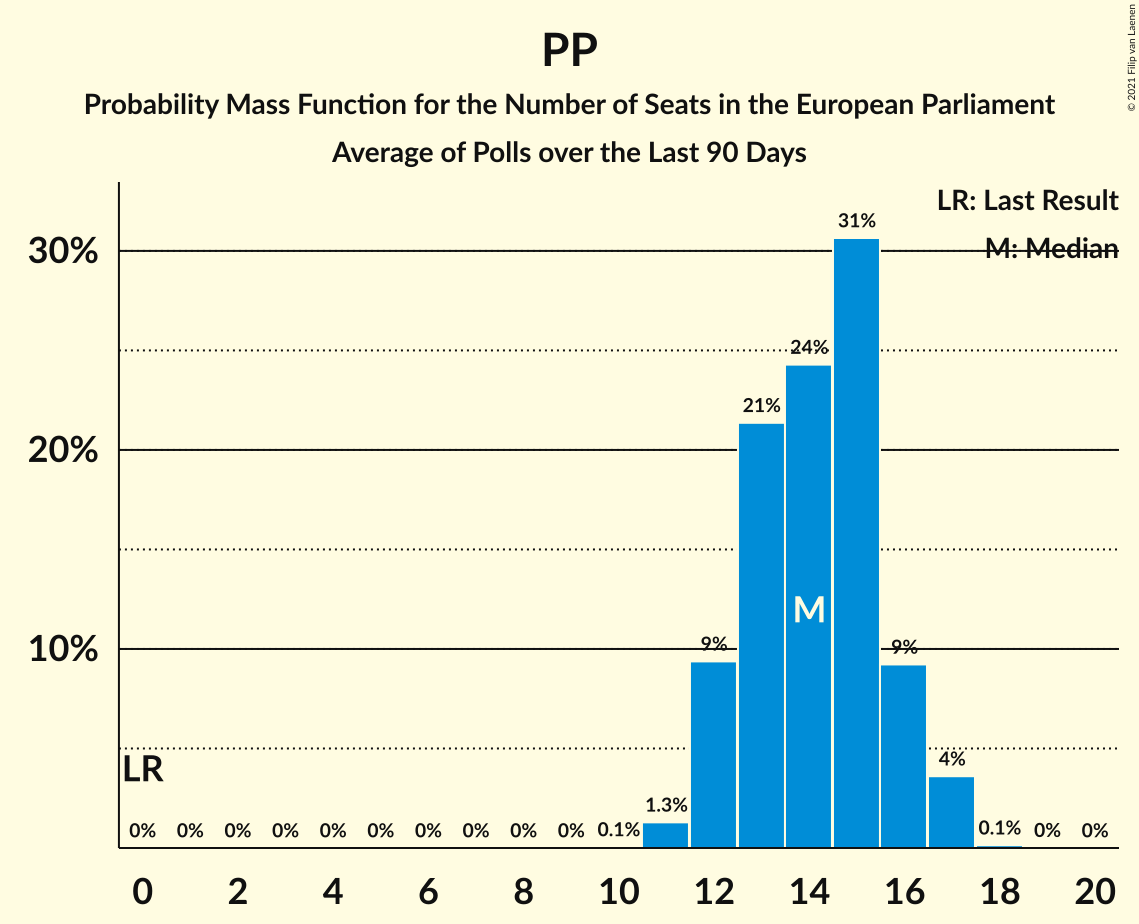 PP
Probability Mass Function for the Number of Seats in the European Parliament
Average of Polls over the Last 90 Days
© 2021 Filip van Laenen
LR: Last Result
M: Median
30%
20%
10%
31%
24%
21%
9%
9%
4%
1.3%
0% 0% 0% 0% 0% 0% 0% 0% 0% 0% 0.1% 0.1% 0% 0%
M
LR
0 2 4 6 8 10 12 14 16 18 20